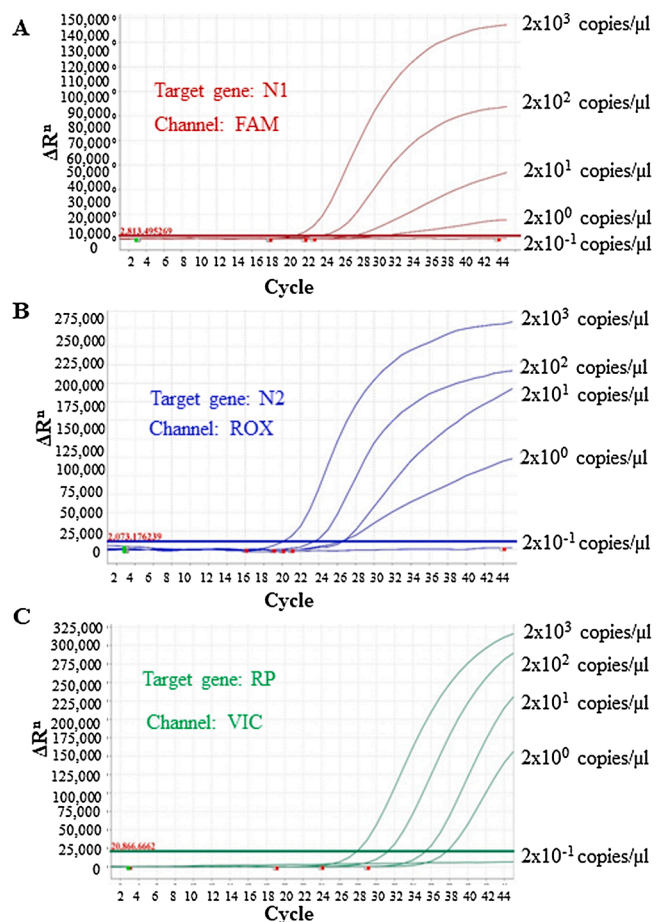 A
150,000
140,000
130,000
120,000
110,000
100,000
90,000
80,000
70,000
60,000
50,000
40,000
30,000
20,000
10,000
0
ΔRⁿ
Target gene: N1
Channel: FAM
2,813.495269
2x10³ copies/µl
2x10² copies/µl
2x10¹ copies/µl
2x10⁰ copies/µl
2x10⁻¹ copies/µl
2 4 6 8 10 12 14 16 18 20 22 24 26 28 30 32 34 36 38 40 42 44
Cycle
B
275,000
250,000
225,000
200,000
175,000
150,000
125,000
100,000
75,000
50,000
25,000
0
ΔRⁿ
Target gene: N2
Channel: ROX
2,073.176239
2x10³ copies/µl
2x10² copies/µl
2x10¹ copies/µl
2x10⁰ copies/µl
2x10⁻¹ copies/µl
2 4 6 8 10 12 14 16 18 20 22 24 26 28 30 32 34 36 38 40 42 44
Cycle
C
325,000
300,000
275,000
250,000
225,000
200,000
175,000
150,000
125,000
100,000
75,000
50,000
25,000
0
ΔRⁿ
Target gene: RP
Channel: VIC
20,866.6662
2x10³ copies/µl
2x10² copies/µl
2x10¹ copies/µl
2x10⁰ copies/µl
2x10⁻¹ copies/µl
2 4 6 8 10 12 14 16 18 20 22 24 26 28 30 32 34 36 38 40 42 44
Cycle